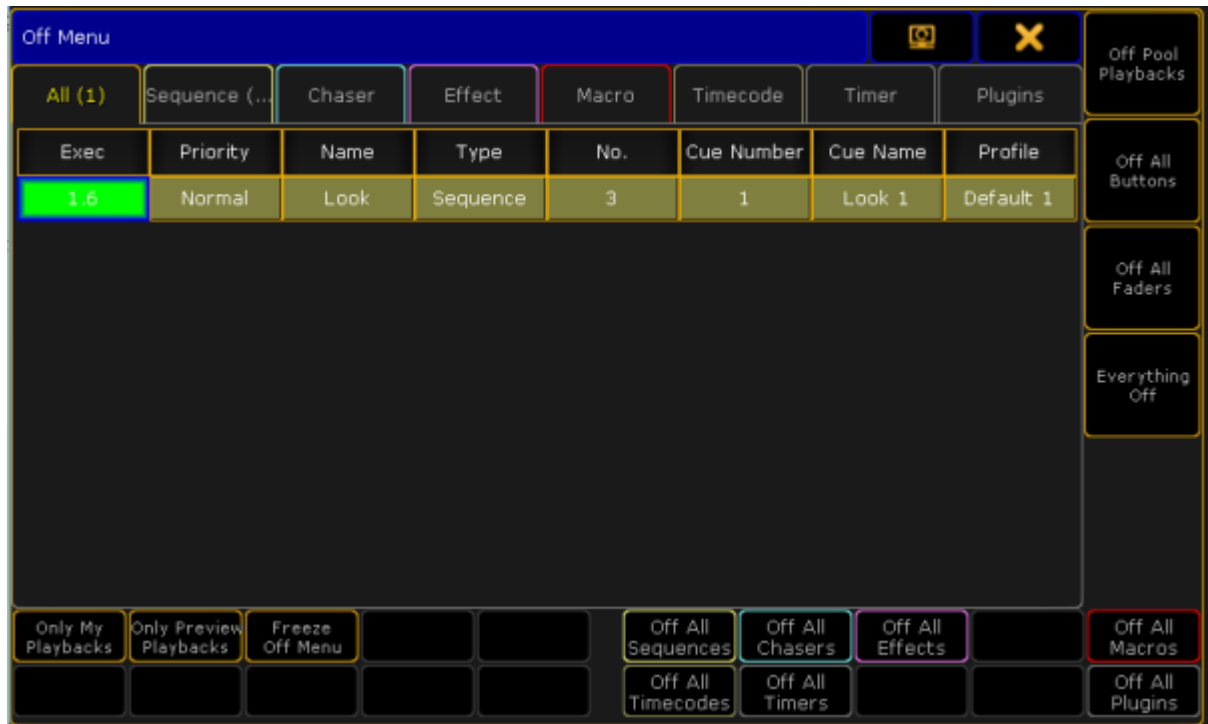 Off Menu
Off Pool
Playbacks
All (1) Sequence (... Chaser Effect Macro Timecode Timer Plugins
Exec Priority Name Type No. Cue Number Cue Name Profile
1.6 Normal Look Sequence 3 1 Look 1 Default 1
Off All
Buttons
Off All
Faders
Everything
Off
Only My
Playbacks
Only Preview
Playbacks
Freeze
Off Menu
Off All
Sequences
Off All
Chasers
Off All
Effects
Off All
Macros
Off All
Timecodes
Off All
Timers
Off All
Plugins